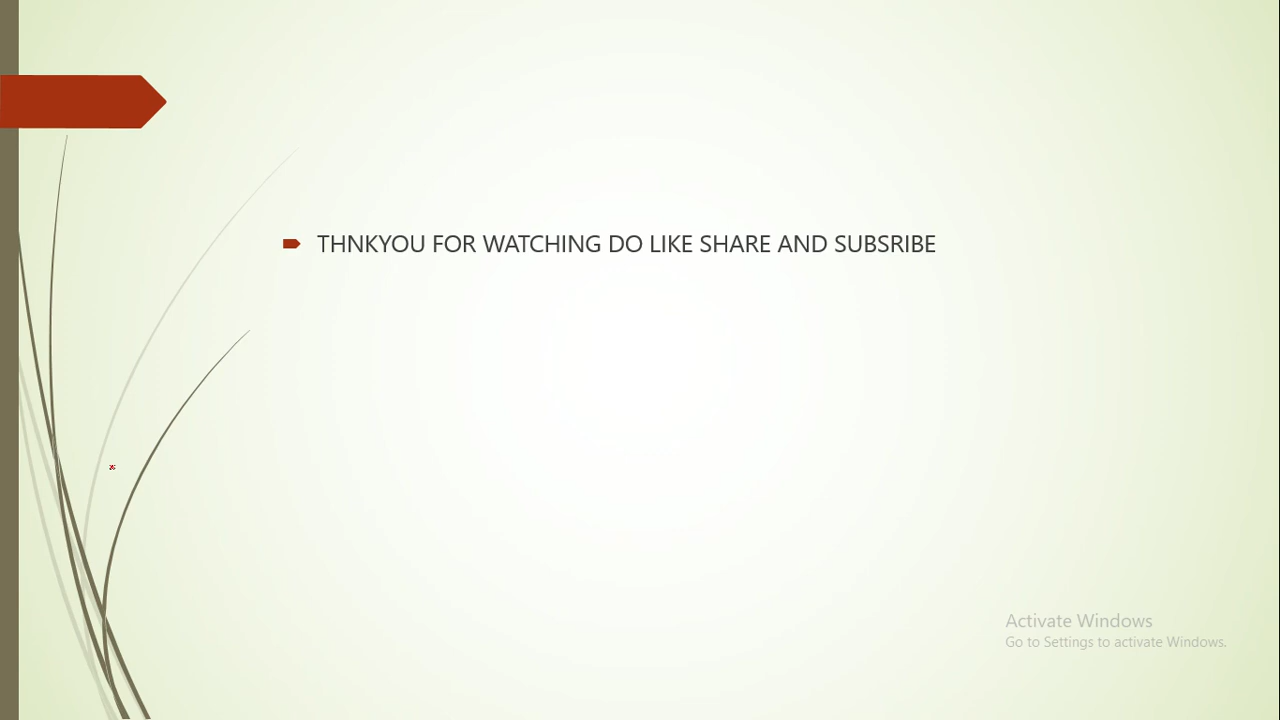 THNKYOU FOR WATCHING DO LIKE SHARE AND SUBSRIBE
Activate Windows
Go to Settings to activate Windows.